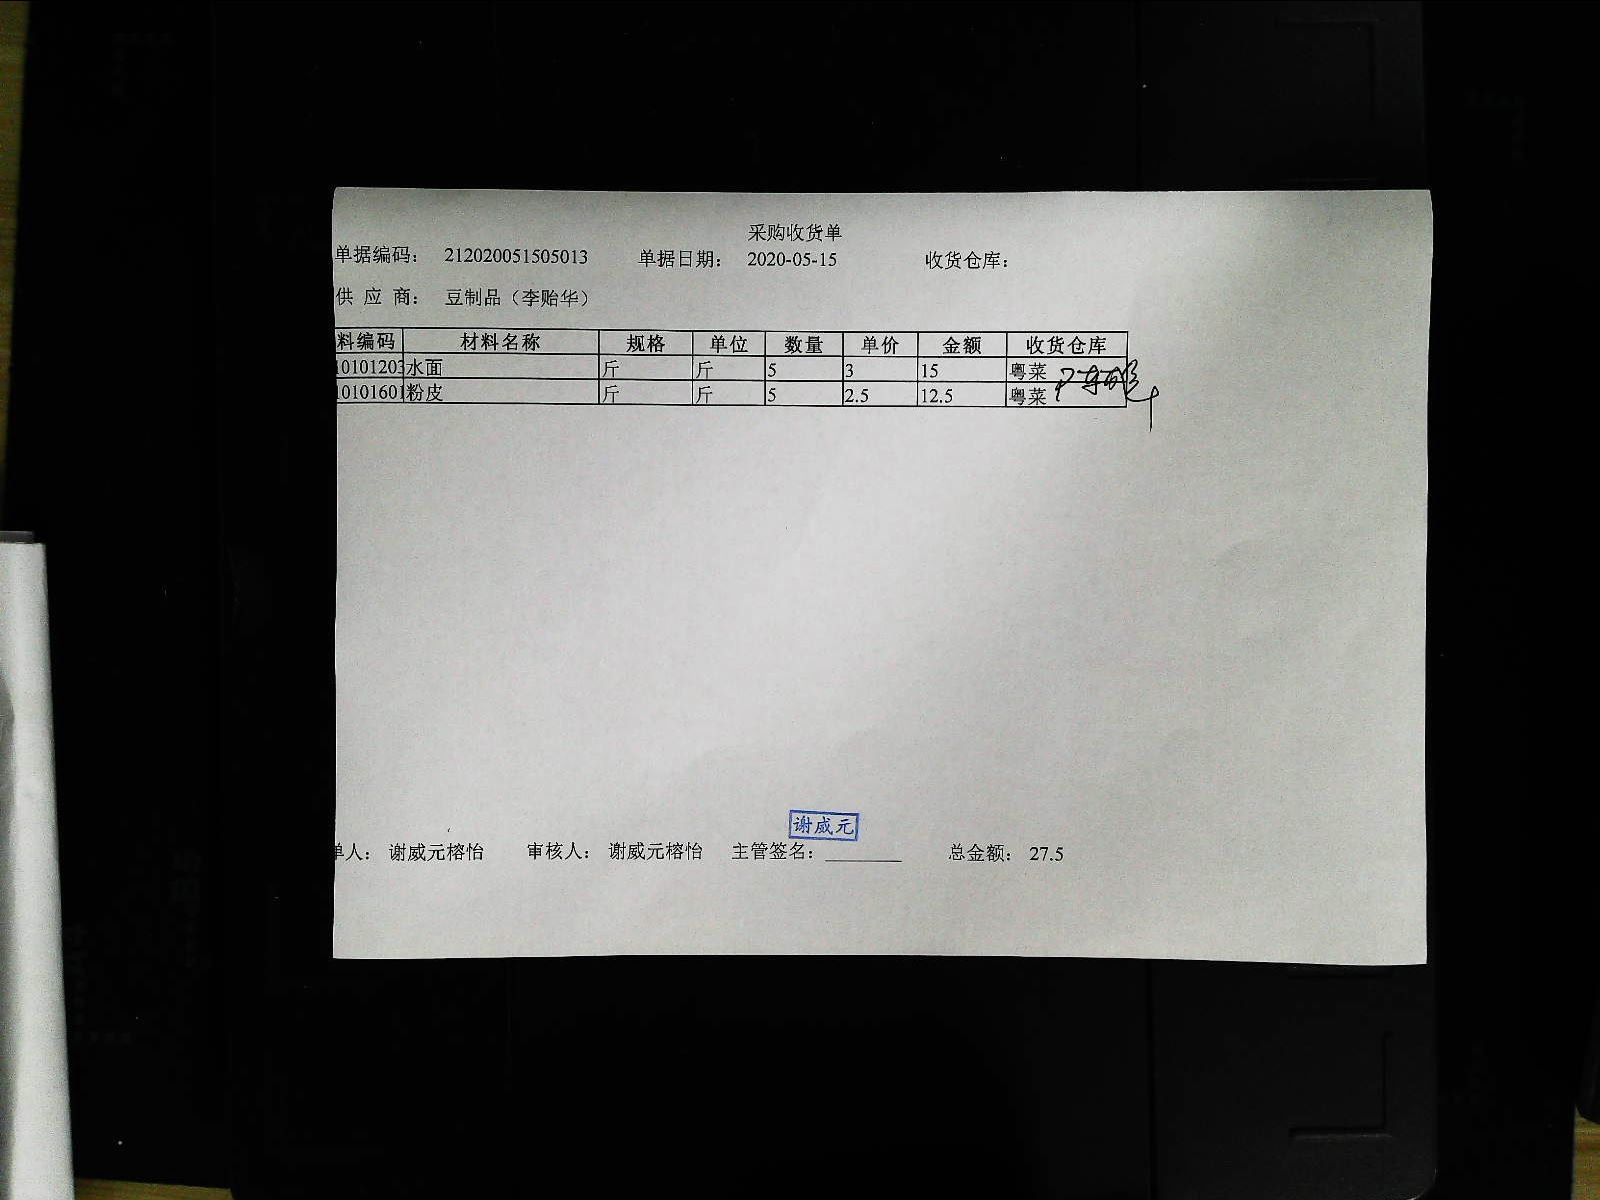 采购收货单
单据编码： 212020051505013 单据日期： 2020-05-15 收货仓库：
供 应 商： 豆制品（李贻华）
料编码 材料名称 规格 单位 数量 单价 金额 收货仓库
10101203 水面 斤 斤 5 3 15 粤菜
10101601 粉皮 斤 斤 5 2.5 12.5 粤菜
谢威元
单人： 谢威元榕怡 审核人： 谢威元榕怡 主管签名： 总金额： 27.5